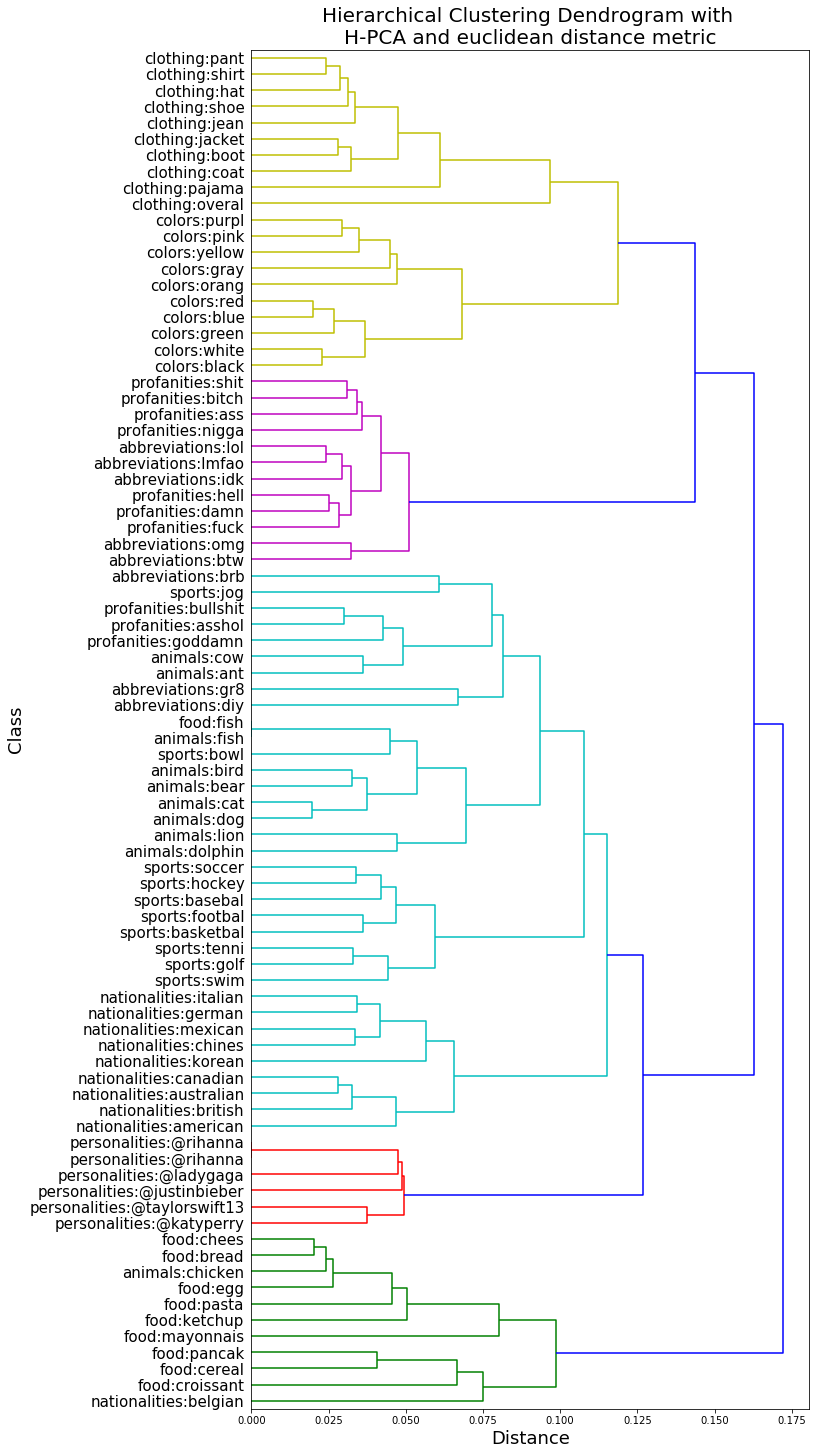 Hierarchical Clustering Dendrogram with
H-PCA and euclidean distance metric
clothing:pant
clothing:shirt
clothing:hat
clothing:shoe
clothing:jean
clothing:jacket
clothing:boot
clothing:coat
clothing:pajama
clothing:overal
colors:purpl
colors:pink
colors:yellow
colors:gray
colors:orang
colors:red
colors:blue
colors:green
colors:white
colors:black
profanities:shit
profanities:bitch
profanities:ass
profanities:nigga
abbreviations:lol
abbreviations:lmfao
abbreviations:idk
profanities:hell
profanities:damn
profanities:fuck
abbreviations:omg
abbreviations:btw
abbreviations:brb
sports:jog
profanities:bullshit
profanities:asshol
profanities:goddamn
animals:cow
animals:ant
abbreviations:gr8
abbreviations:diy
food:fish
animals:fish
sports:bowl
animals:bird
animals:bear
animals:cat
animals:dog
animals:lion
animals:dolphin
sports:soccer
sports:hockey
sports:basebal
sports:footbal
sports:basketbal
sports:tenni
sports:golf
sports:swim
nationalities:italian
nationalities:german
nationalities:mexican
nationalities:chines
nationalities:korean
nationalities:canadian
nationalities:australian
nationalities:british
nationalities:american
personalities:@rihanna
personalities:@rihanna
personalities:@ladygaga
personalities:@justinbieber
personalities:@taylorswift13
personalities:@katyperry
food:chees
food:bread
animals:chicken
food:egg
food:pasta
food:ketchup
food:mayonnais
food:pancak
food:cereal
food:croissant
nationalities:belgian
Class
0.000 0.025 0.050 0.075 0.100 0.125 0.150 0.175
Distance